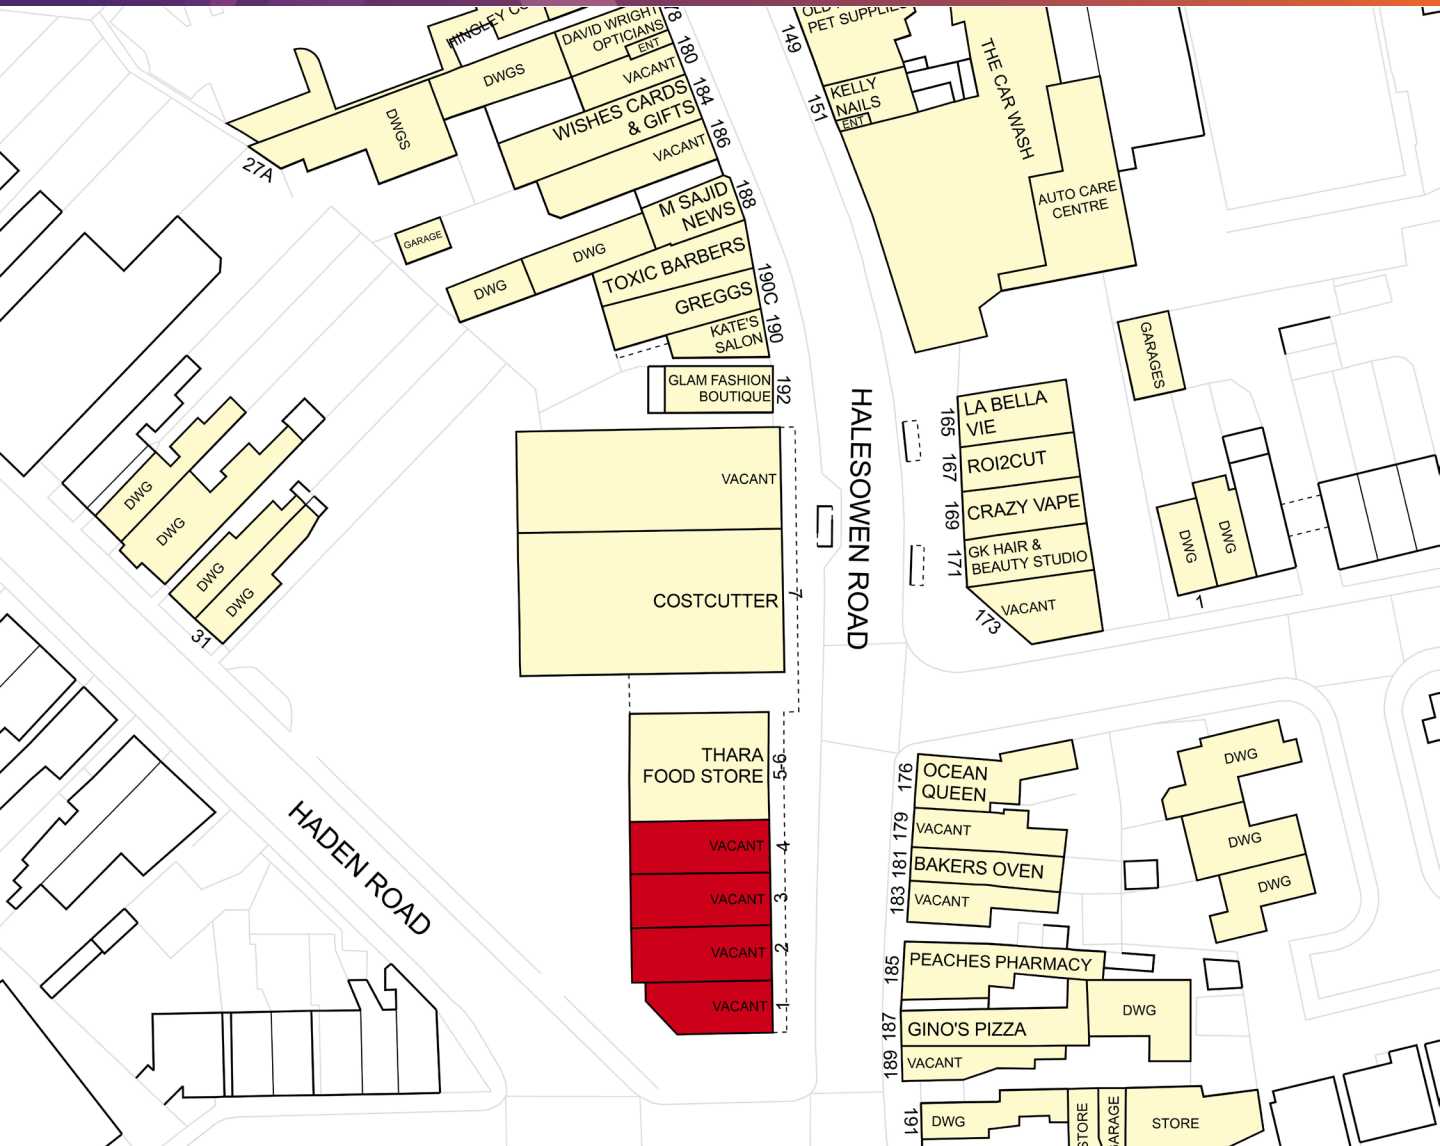 DAVID WRIGHT
OPTICIANS
ENT
DWGS
VACANT
WISHES CARDS
& GIFTS
VACANT
DWGS
27A
180
184
186
188
M SAJID
NEWS
GARAGE
DWG
DWG
TOXIC BARBERS
GREGGS
KATE'S
SALON
190C
190
GLAM FASHION
BOUTIQUE
192
149
PET SUPPLIES
KELLY
NAILS
ENT
151
THE CAR WASH
AUTO CARE
CENTRE
GARAGES
HALESOWEN ROAD
165
LA BELLA
VIE
167
ROI2CUT
169
CRAZY VAPE
171
GK HAIR &
BEAUTY STUDIO
173
VACANT
DWG
DWG
1
DWG
DWG
DWG
DWG
31
VACANT
COSTCUTTER
7
THARA
FOOD STORE
5-6
VACANT
4
VACANT
3
VACANT
2
VACANT
1
HADEN ROAD
176
OCEAN
QUEEN
179
VACANT
181
BAKERS OVEN
183
VACANT
185
PEACHES PHARMACY
187
GINO'S PIZZA
DWG
189
VACANT
161
DWG
STORE
STORE
DWG
DWG
DWG